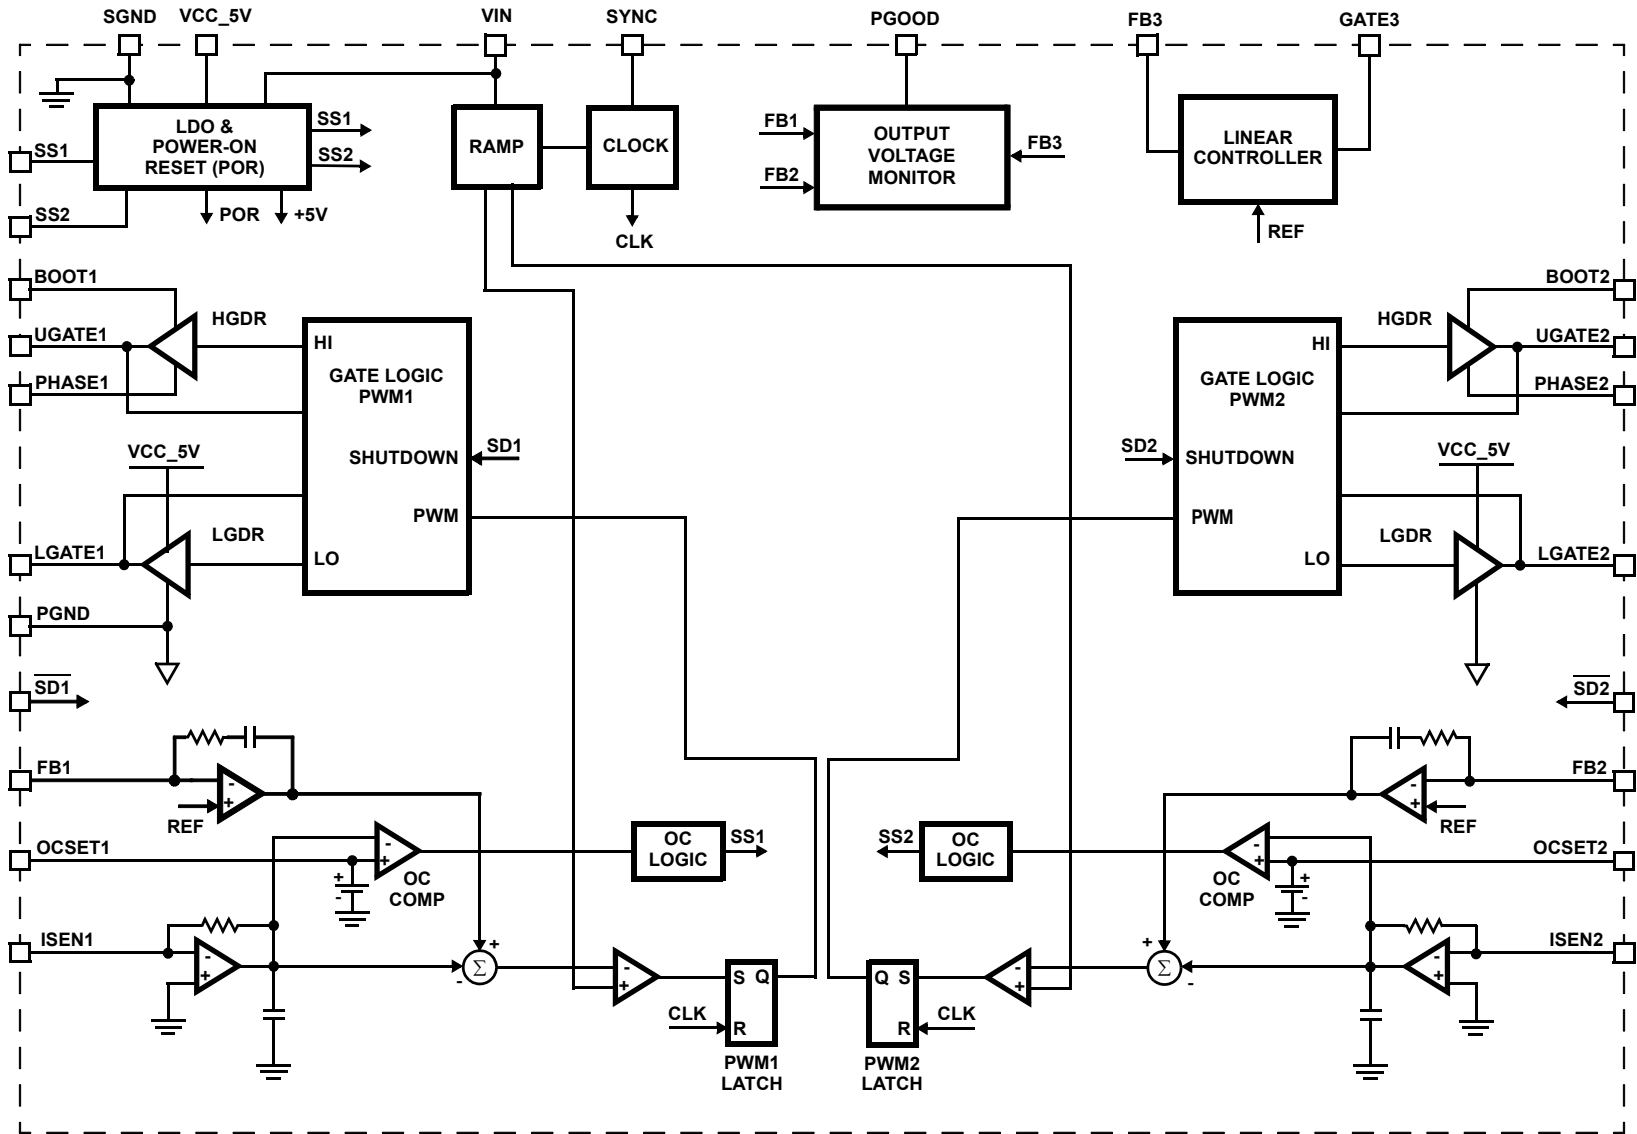 SGND VCC_5V VIN SYNC PGOOD FB3 GATE3
SS1
SS2
LDO &
POWER-ON
RESET (POR)
SS1
SS2
POR +5V
RAMP
CLOCK
CLK
FB1
FB2
OUTPUT
VOLTAGE
MONITOR
FB3
LINEAR
CONTROLLER
REF
BOOT1
UGATE1
PHASE1
HGDR
VCC_5V
LGDR
LGATE1
PGND
HI
GATE LOGIC
PWM1
SHUTDOWN
PWM
LO
SD1
SD2
HI
GATE LOGIC
PWM2
SHUTDOWN
PWM
LO
HGDR
BOOT2
UGATE2
PHASE2
VCC_5V
LGDR
LGATE2
SD1
SD2
FB1
-
+
REF
OCSET1
-
+
+
-
OC
COMP
ISEN1
-
+
+
-
Σ
-
+
OC
LOGIC
SS1
S Q
R
CLK
PWM1
LATCH
SS2
OC
LOGIC
Q S
R
CLK
PWM2
LATCH
-
+
+
-
Σ
FB2
-
+
REF
OCSET2
-
+
+
-
OC
COMP
ISEN2
-
+